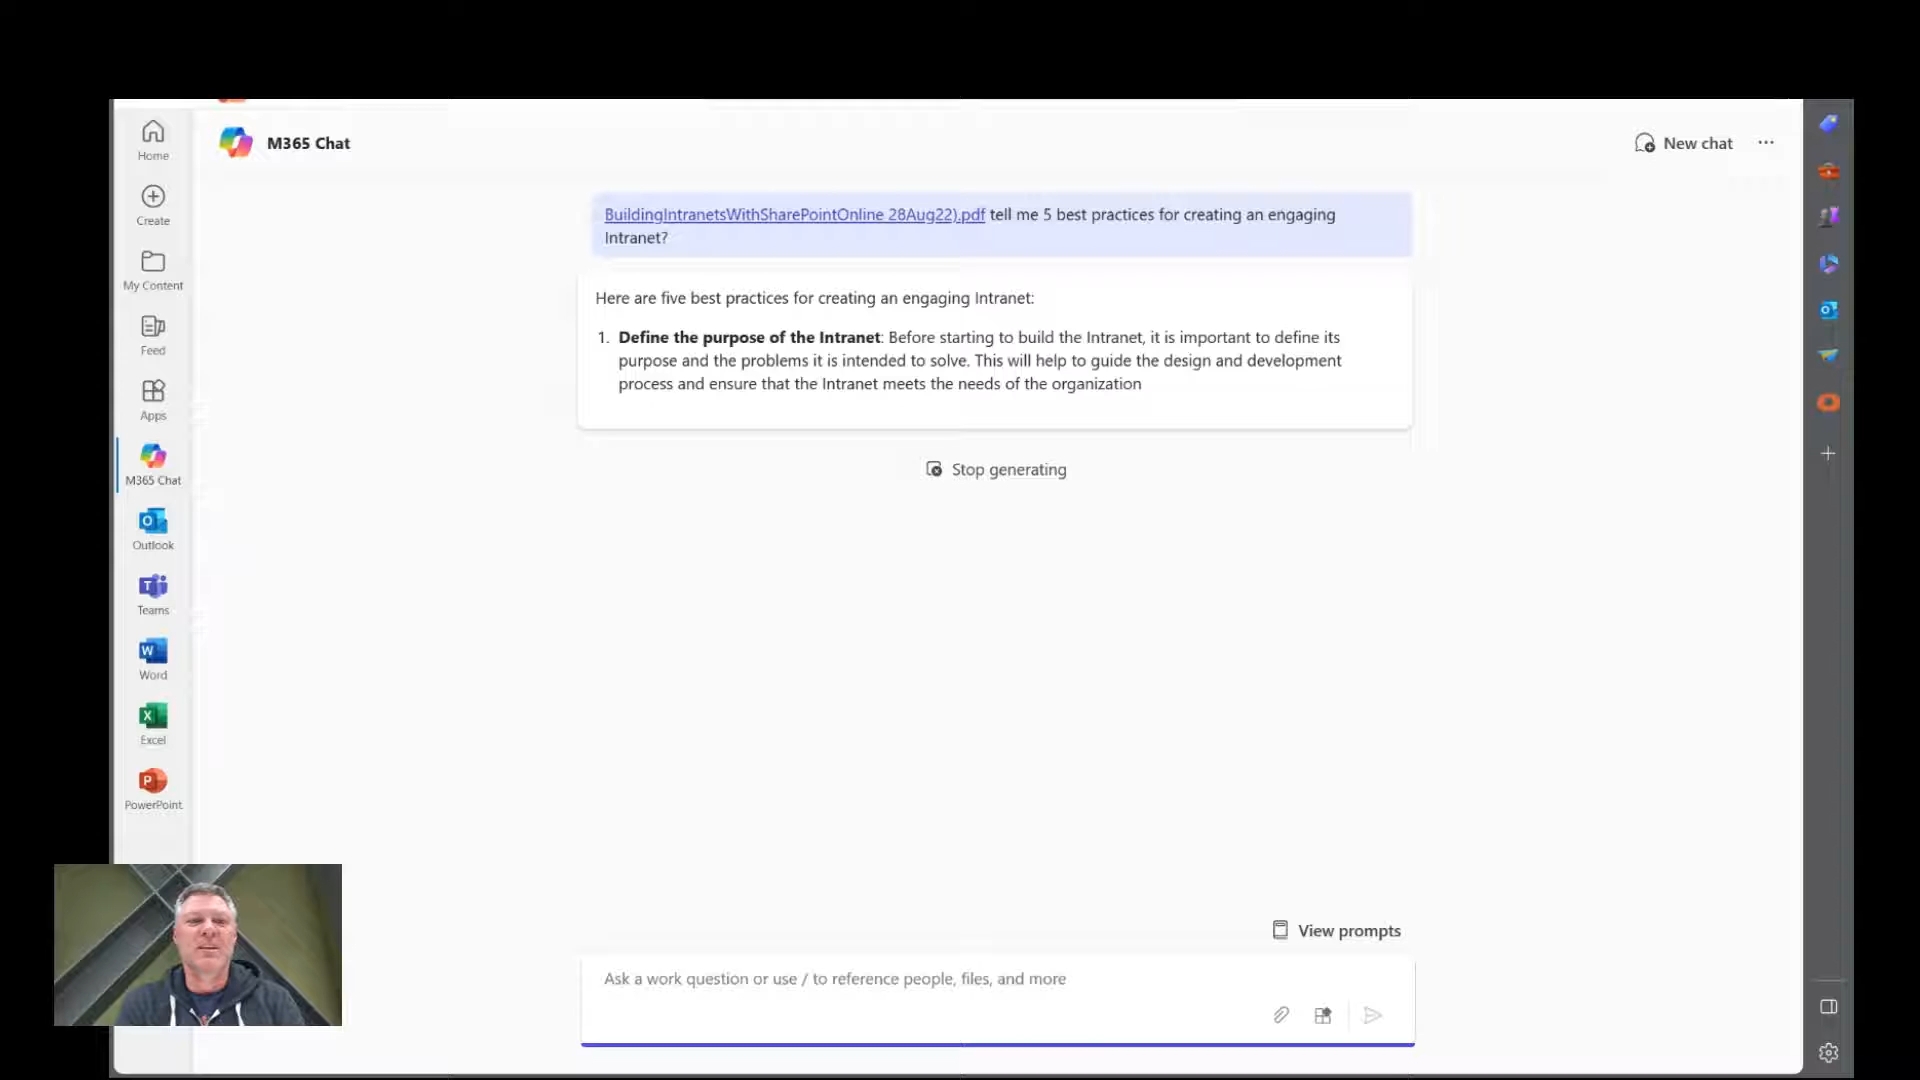 Home
Create
My Content
Feed
Apps
M365 Chat
Outlook
Teams
Word
Excel
PowerPoint
M365 Chat
New chat
BuildingIntranetsWithSharePointOnline 28Aug22).pdf tell me 5 best practices for creating an engaging
Intranet?
Here are five best practices for creating an engaging Intranet:
1. Define the purpose of the Intranet: Before starting to build the Intranet, it is important to define its
purpose and the problems it is intended to solve. This will help to guide the design and development
process and ensure that the Intranet meets the needs of the organization
Stop generating
View prompts
Ask a work question or use / to reference people, files, and more